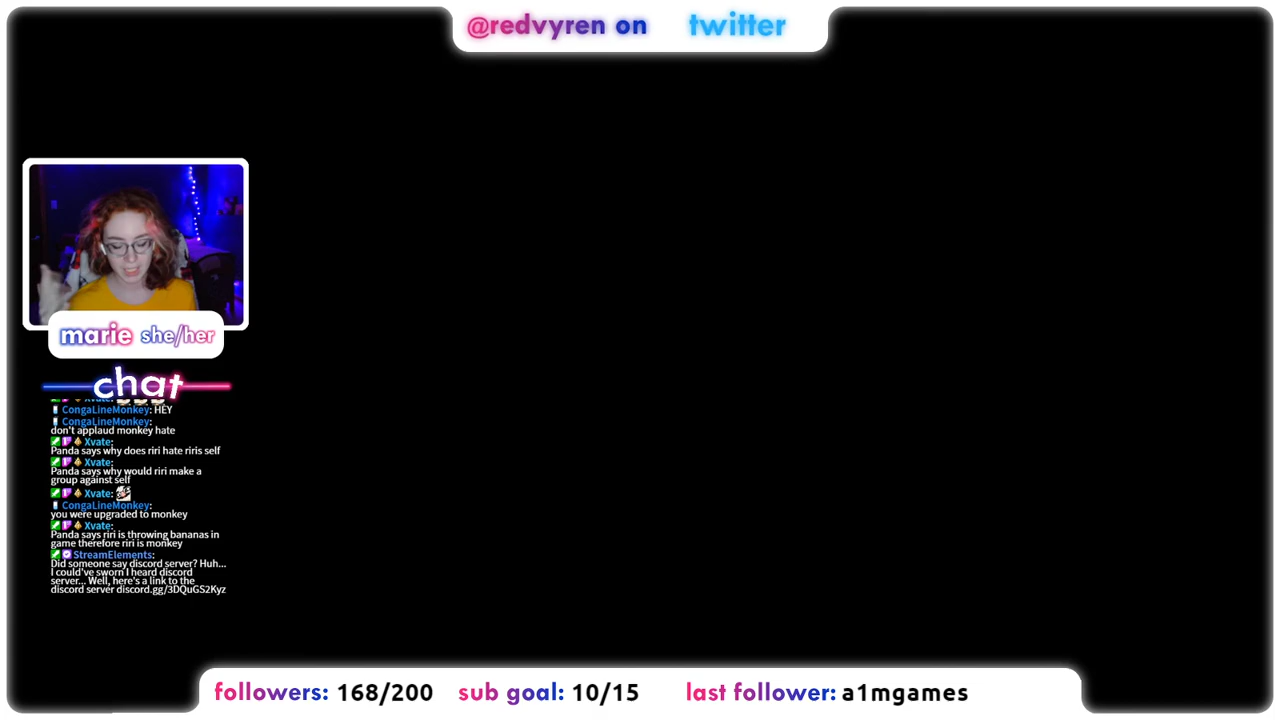 @redvyren on twitter
marie she/her
chat
Xvate:
CongaLineMonkey: HEY
CongaLineMonkey:
don't applaud monkey hate
Xvate:
Panda says why does riri hate riris self
Xvate:
Panda says why would riri make a
group against self
Xvate:
CongaLineMonkey:
you were upgraded to monkey
Xvate:
Panda says riri is throwing bananas in
game therefore riri is monkey
StreamElements:
Did someone say discord server? Huh...
I could've sworn I heard discord
server... Well, here's a link to the
discord server discord.gg/3DQuGS2Kyz
followers: 168/200 sub goal: 10/15 last follower: a1mgames